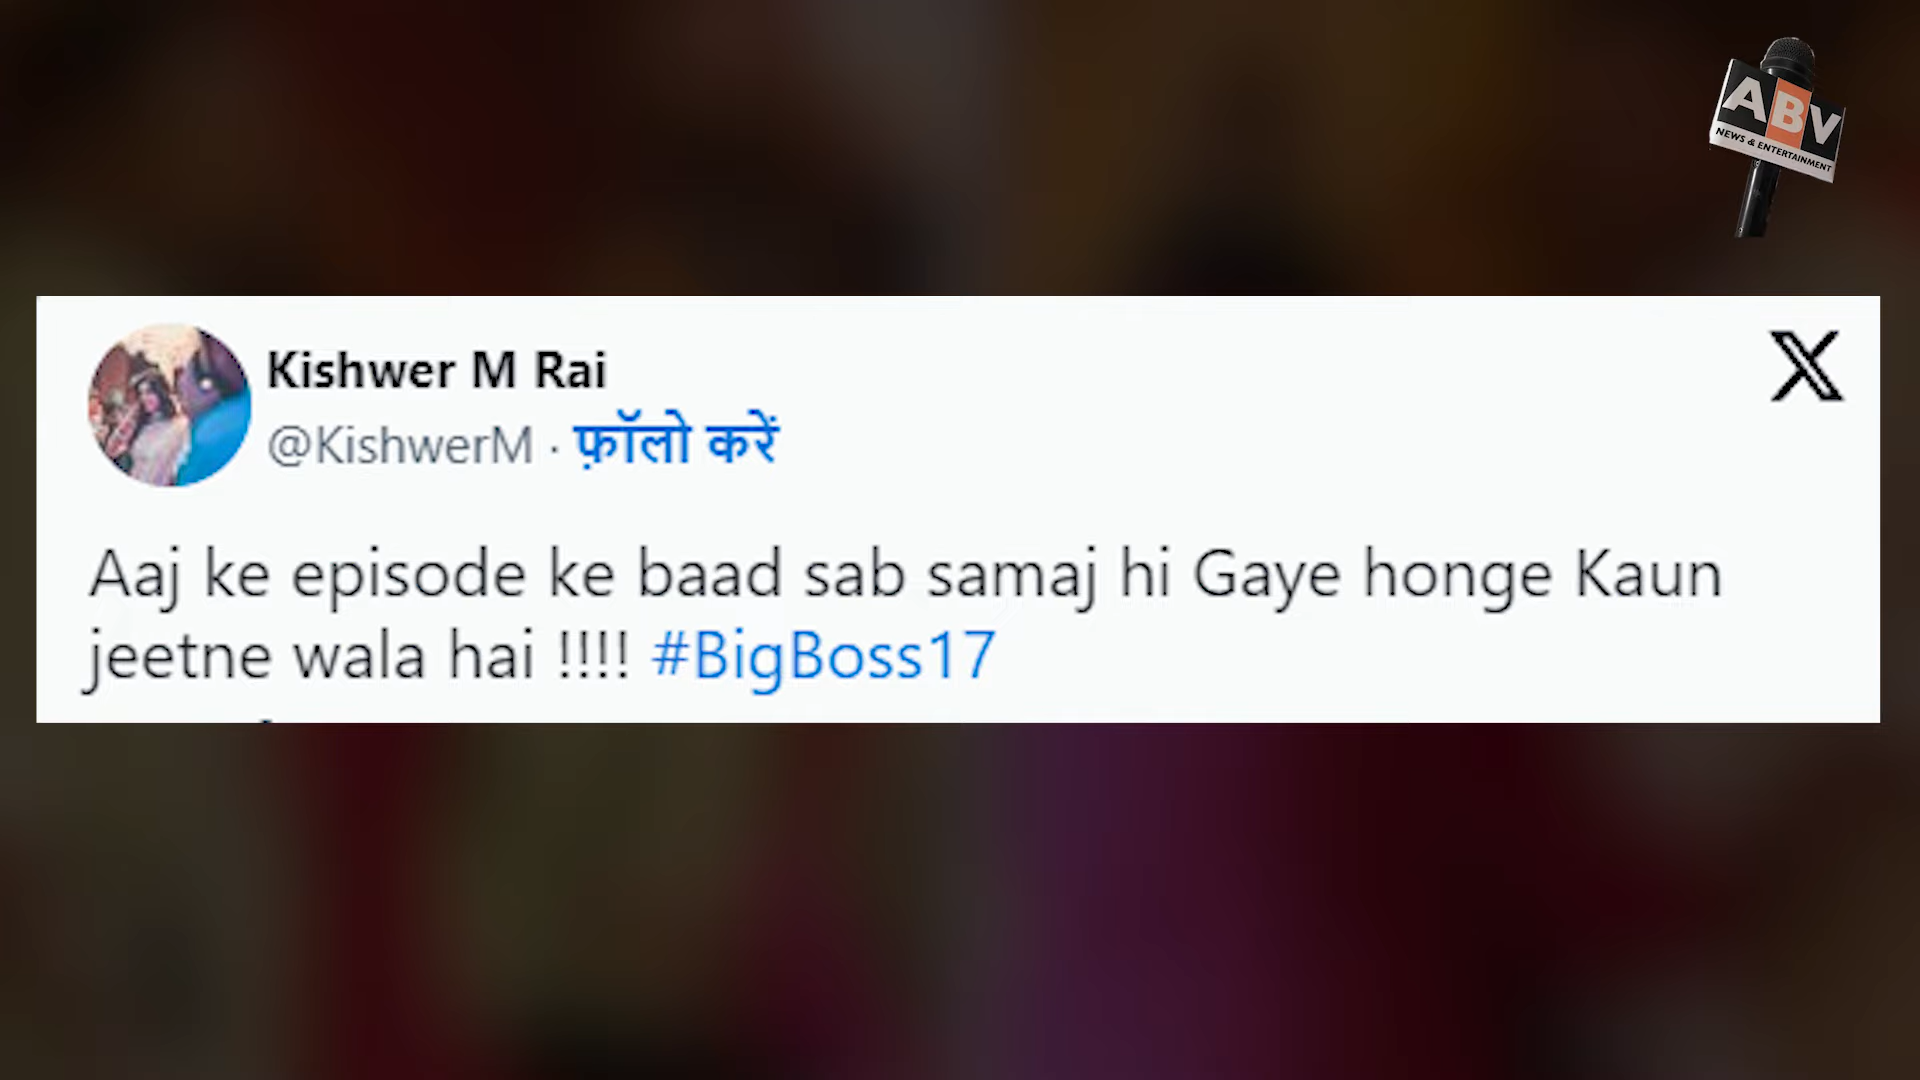 ABV
NEWS & ENTERTAINMENT
Kishwer M Rai
@KishwerM · फ़ॉलो करें
Aaj ke episode ke baad sab samaj hi Gaye honge Kaun
jeetne wala hai !!!! #BigBoss17